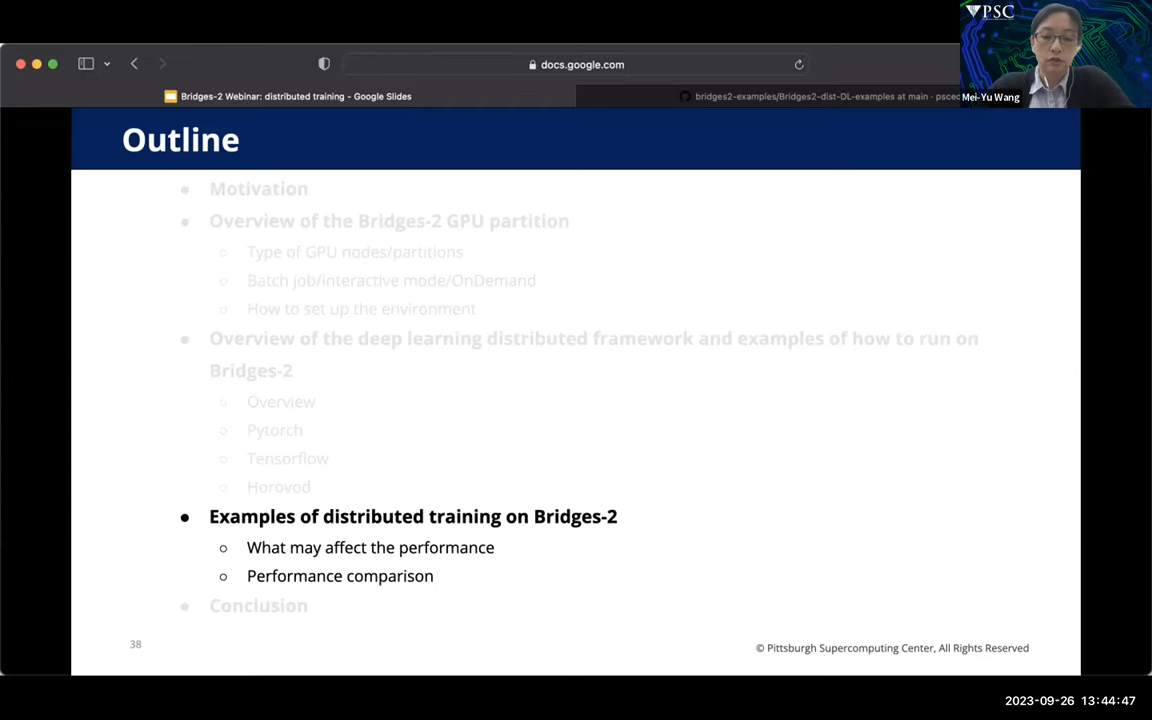 PSC
docs.google.com
Bridges-2 Webinar: distributed training - Google Slides
bridges2-examples/Bridges2-dist-DL-examples at main · psced
Mei-Yu Wang
Outline
● Motivation
● Overview of the Bridges-2 GPU partition
○ Type of GPU nodes/partitions
○ Batch job/interactive mode/OnDemand
○ How to set up the environment
● Overview of the deep learning distributed framework and examples of how to run on
Bridges-2
○ Overview
○ Pytorch
○ Tensorflow
○ Horovod
● Examples of distributed training on Bridges-2
○ What may affect the performance
○ Performance comparison
● Conclusion
38
© Pittsburgh Supercomputing Center, All Rights Reserved
2023-09-26 13:44:47